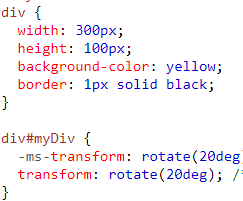 div {
  width: 300px;
  height: 100px;
  background-color: yellow;
  border: 1px solid black;
}

div#myDiv {
  -ms-transform: rotate(20deg)
  transform: rotate(20deg); /*
}